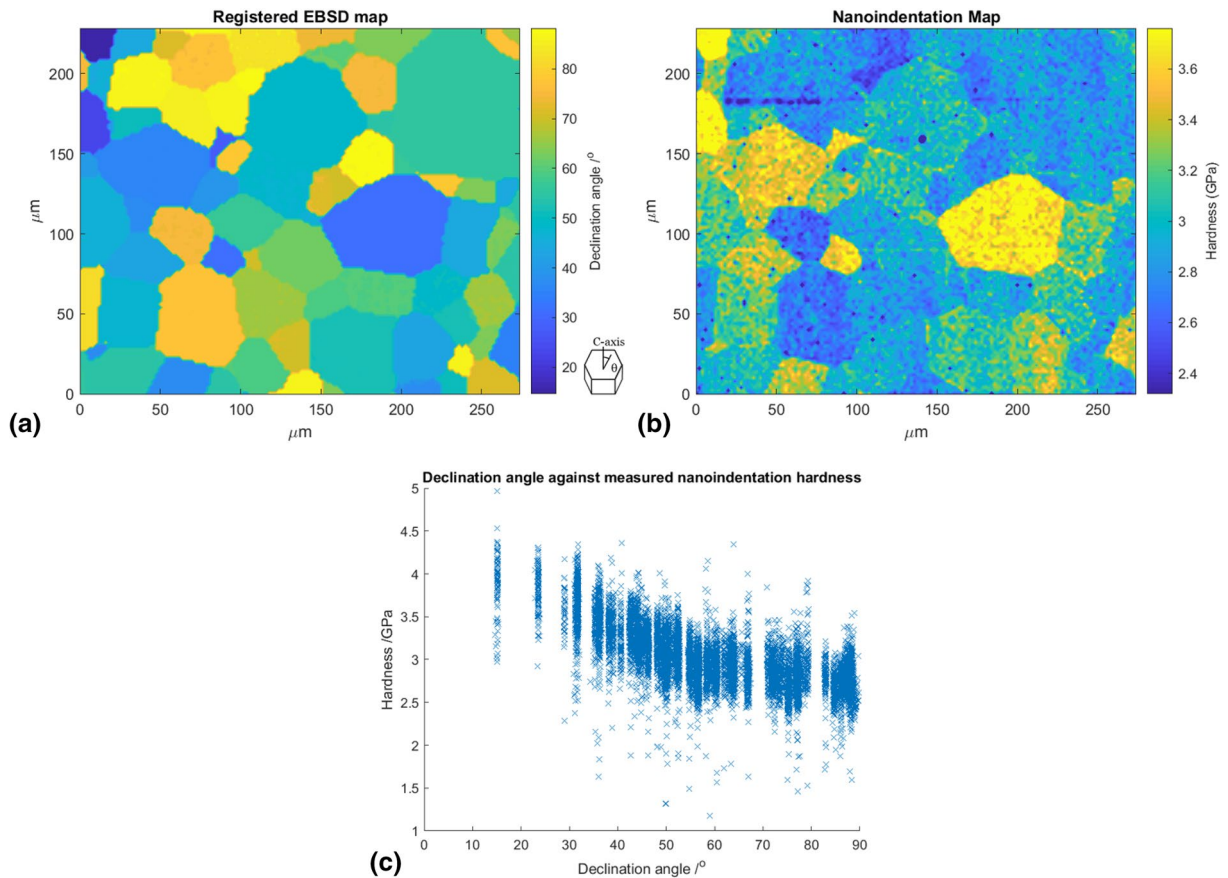 Registered EBSD map
200
150
100
50
0
μm
0 50 100 150 200 250
μm
80
70
60
50
40
30
20
Declination angle /°
C-axis
θ
(a)
Nanoindentation Map
200
150
100
50
0
μm
0 50 100 150 200 250
μm
3.6
3.4
3.2
3
2.8
2.6
2.4
Hardness (GPa)
(b)
Declination angle against measured nanoindentation hardness
5
4.5
4
3.5
3
2.5
2
1.5
1
Hardness /GPa
0 10 20 30 40 50 60 70 80 90
Declination angle /°
(c)